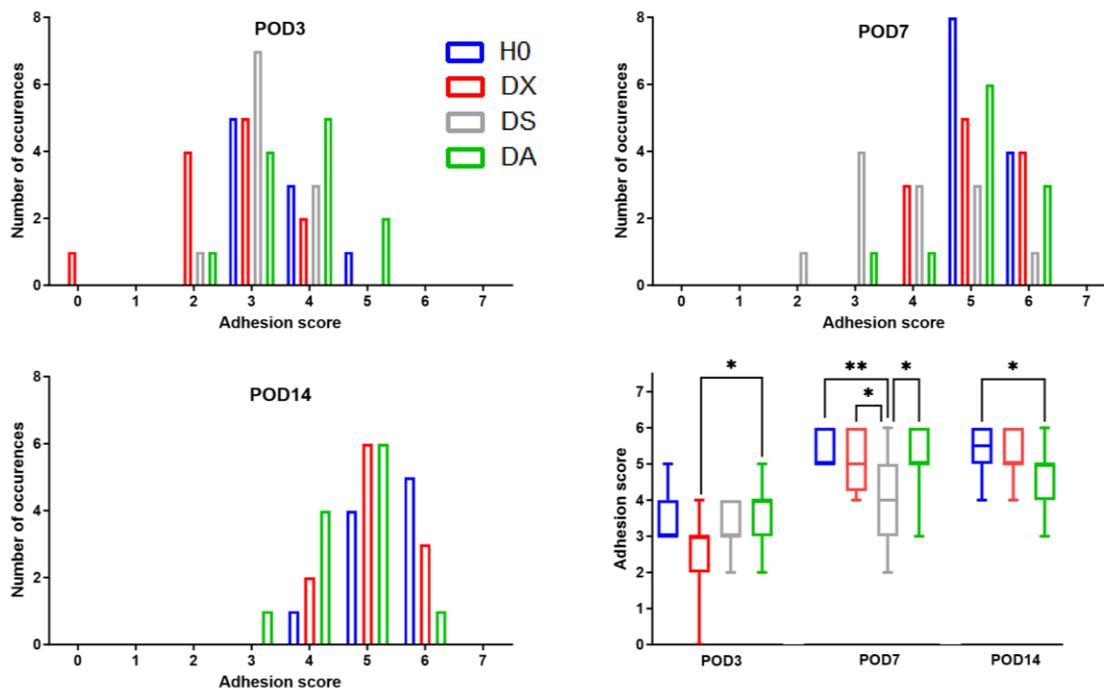 POD3
8
6
4
2
0
Number of occurences
0 1 2 3 4 5 6 7
Adhesion score
H0
DX
DS
DA
POD7
8
6
4
2
0
Number of occurences
0 1 2 3 4 5 6 7
Adhesion score
POD14
8
6
4
2
0
Number of occurences
0 1 2 3 4 5 6 7
Adhesion score
7
6
5
4
3
2
1
0
Adhesion score
*
**
*
*
*
POD3 POD7 POD14